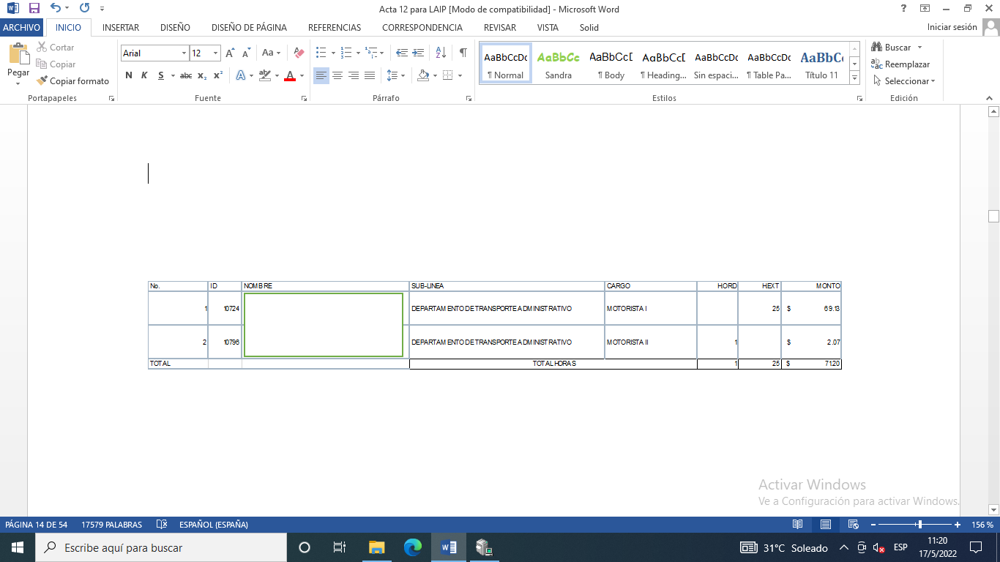 Acta 12 para LAIP [Modo de compatibilidad] - Microsoft Word
ARCHIVO INICIO INSERTAR DISEÑO DISEÑO DE PÁGINA REFERENCIAS CORRESPONDENCIA REVISAR VISTA Solid Iniciar sesión
Pegar
Cortar
Copiar
Copiar formato
Portapapeles
Arial 12
Aa
N K S abc x₂ x² A A
Fuente
Párrafo
AaBbCcDc AaBbCc AaBbCcD AaBbCcD AaBbCcDc AaBbCcDc AaBbC
¶ Normal Sandra ¶ Body ¶ Heading... Sin espaci... ¶ Table Pa... Título 11
Estilos
Buscar
Reemplazar
Seleccionar
Edición
No. ID NOMBRE SUB-LINEA CARGO HORD HEXT MONTO
1 10724 DEPARTAMENTO DE TRANSPORTE ADMINISTRATIVO MOTORISTA I 25 $ 69.13
2 10796 DEPARTAMENTO DE TRANSPORTE ADMINISTRATIVO MOTORISTA II 1 $ 2.07
TOTAL TOTAL HORAS 1 25 $ 71.20
Activar Windows
Ve a Configuración para activar Windows.
PÁGINA 14 DE 54 17579 PALABRAS ESPAÑOL (ESPAÑA) 156 %
Escribe aquí para buscar
31°C Soleado
ESP
11:20
17/5/2022